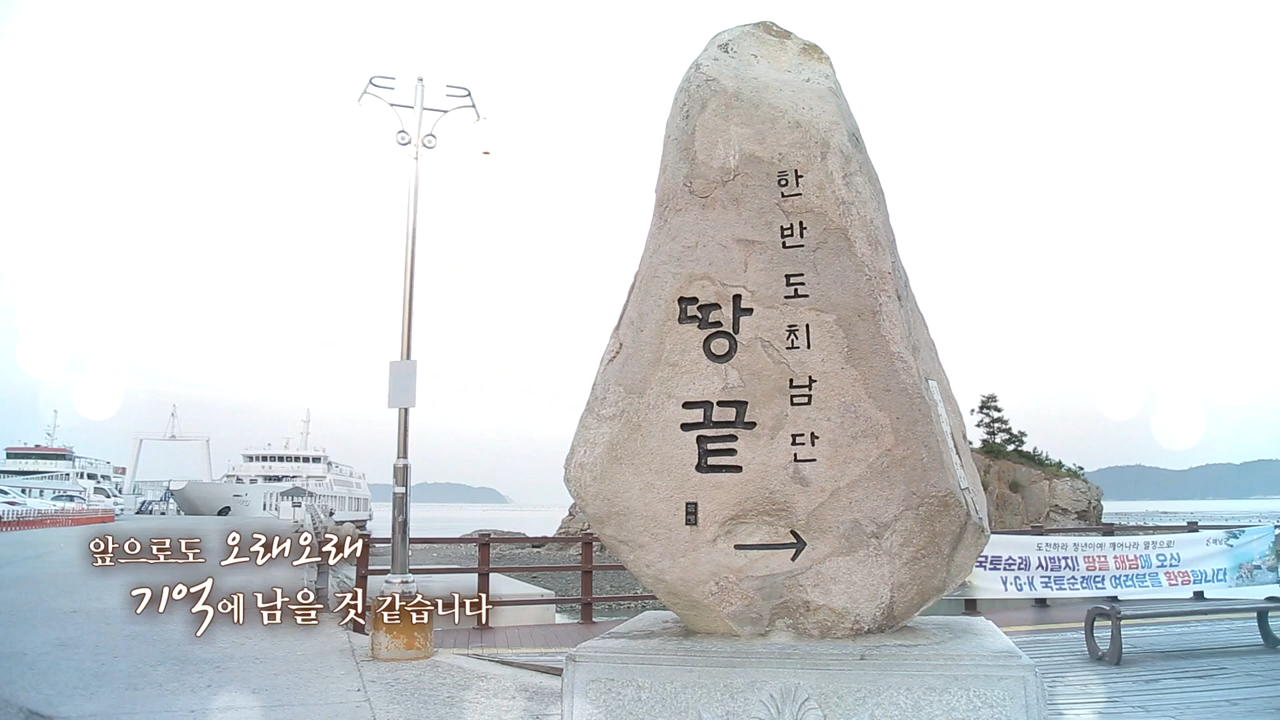 한반도최남단
땅끝
앞으로도 오래오래
기억에 남을 것 같습니다
도전하라 청년이여! 깨어나라 열정으로!
국토순례 시발지! 땅끝 해남에 오신
Y·G·K 국토순례단 여러분을 환영합니다